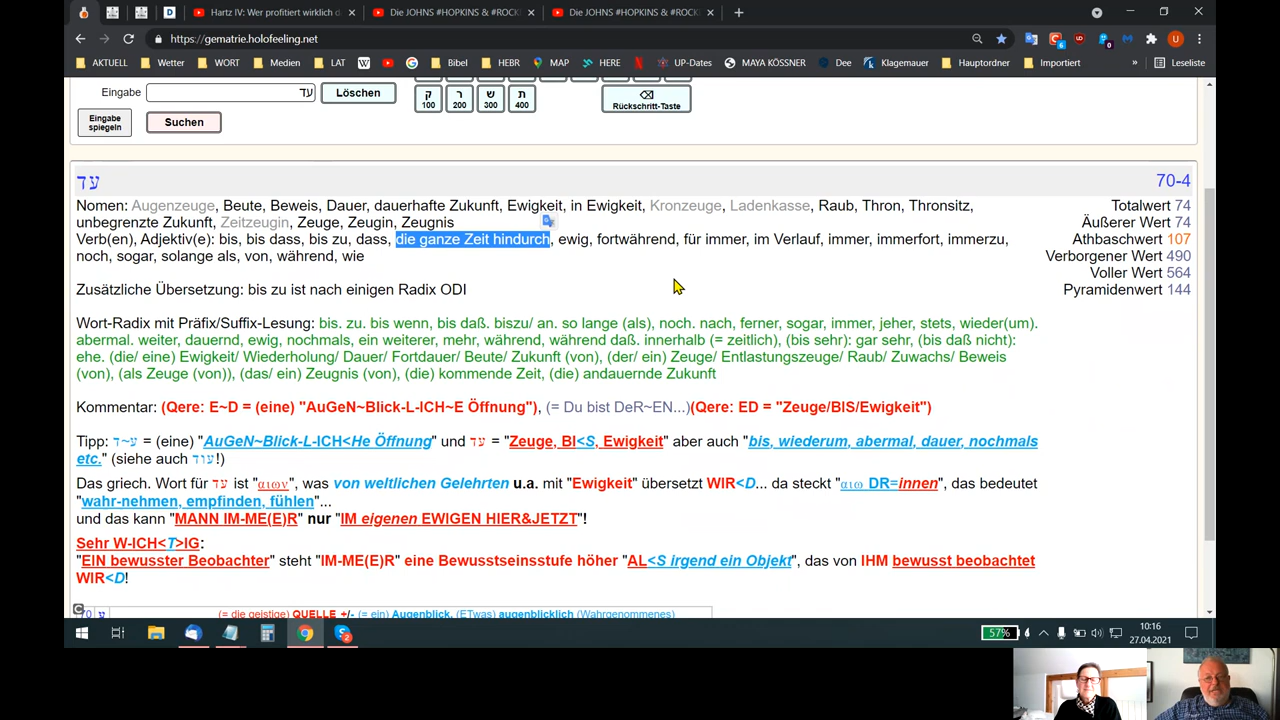 Hartz IV: Wer profitiert wirklich d
Die JOHNS #HOPKINS & #ROCK
Die JOHNS #HOPKINS & #ROCK
https://gematrie.holofeeling.net
AKTUELL Wetter WORT Medien LAT Bibel HEBR MAP HERE UP-Dates MAYA KÖSSNER Dee Klagemauer Hauptordner Importiert » Leseliste
Eingabe עד Löschen
ק 100 ר 200 ש 300 ת 400 Rückschritt-Taste
Eingabe spiegeln Suchen
עד 70-4
Nomen: Augenzeuge, Beute, Beweis, Dauer, dauerhafte Zukunft, Ewigkeit, in Ewigkeit, Kronzeuge, Ladenkasse, Raub, Thron, Thronsitz, Totalwert 74
unbegrenzte Zukunft, Zeitzeugin, Zeuge, Zeugin, Zeugnis Äußerer Wert 74
Verb(en), Adjektiv(e): bis, bis dass, bis zu, dass, die ganze Zeit hindurch, ewig, fortwährend, für immer, im Verlauf, immer, immerfort, immerzu, Athbaschwert 107
noch, sogar, solange als, von, während, wie Verborgener Wert 490
Voller Wert 564
Zusätzliche Übersetzung: bis zu ist nach einigen Radix ODI Pyramidenwert 144
Wort-Radix mit Präfix/Suffix-Lesung: bis. zu. bis wenn, bis daß. biszu/ an. so lange (als), noch. nach, ferner, sogar, immer, jeher, stets, wieder(um).
abermal. weiter, dauernd, ewig, nochmals, ein weiterer, mehr, während, während daß. innerhalb (= zeitlich), (bis sehr): gar sehr, (bis daß nicht):
ehe. (die/ eine) Ewigkeit/ Wiederholung/ Dauer/ Fortdauer/ Beute/ Zukunft (von), (der/ ein) Zeuge/ Entlastungszeuge/ Raub/ Zuwachs/ Beweis
(von), (als Zeuge (von)), (das/ ein) Zeugnis (von), (die) kommende Zeit, (die) andauernde Zukunft
Kommentar: (Qere: E~D = (eine) "AuGeN~Blick-L-ICH~E Öffnung"), (= Du bist DeR~EN...)(Qere: ED = "Zeuge/BIS/Ewigkeit")
Tipp: ע~ד = (eine) "AuGeN~Blick-L-ICH<He Öffnung" und עד = "Zeuge, BI<S, Ewigkeit" aber auch "bis, wiederum, abermal, dauer, nochmals
etc." (siehe auch עוד!)
Das griech. Wort für עד ist "αιων", was von weltlichen Gelehrten u.a. mit "Ewigkeit" übersetzt WIR<D... da steckt "αιω DR=innen", das bedeutet
"wahr-nehmen, empfinden, fühlen"...
und das kann "MANN IM-ME(E)R" nur "IM eigenen EWIGEN HIER&JETZT"!
Sehr W-ICH<T>IG:
"EIN bewusster Beobachter" steht "IM-ME(E)R" eine Bewusstseinsstufe höher "AL<S irgend ein Objekt", das von IHM bewusst beobachtet
WIR<D!
70 ע (= die geistige) QUELLE +/- (= ein) Augenblick, (ETwas) augenblicklich (Wahrgenommenes)
57% 10:16
27.04.2021